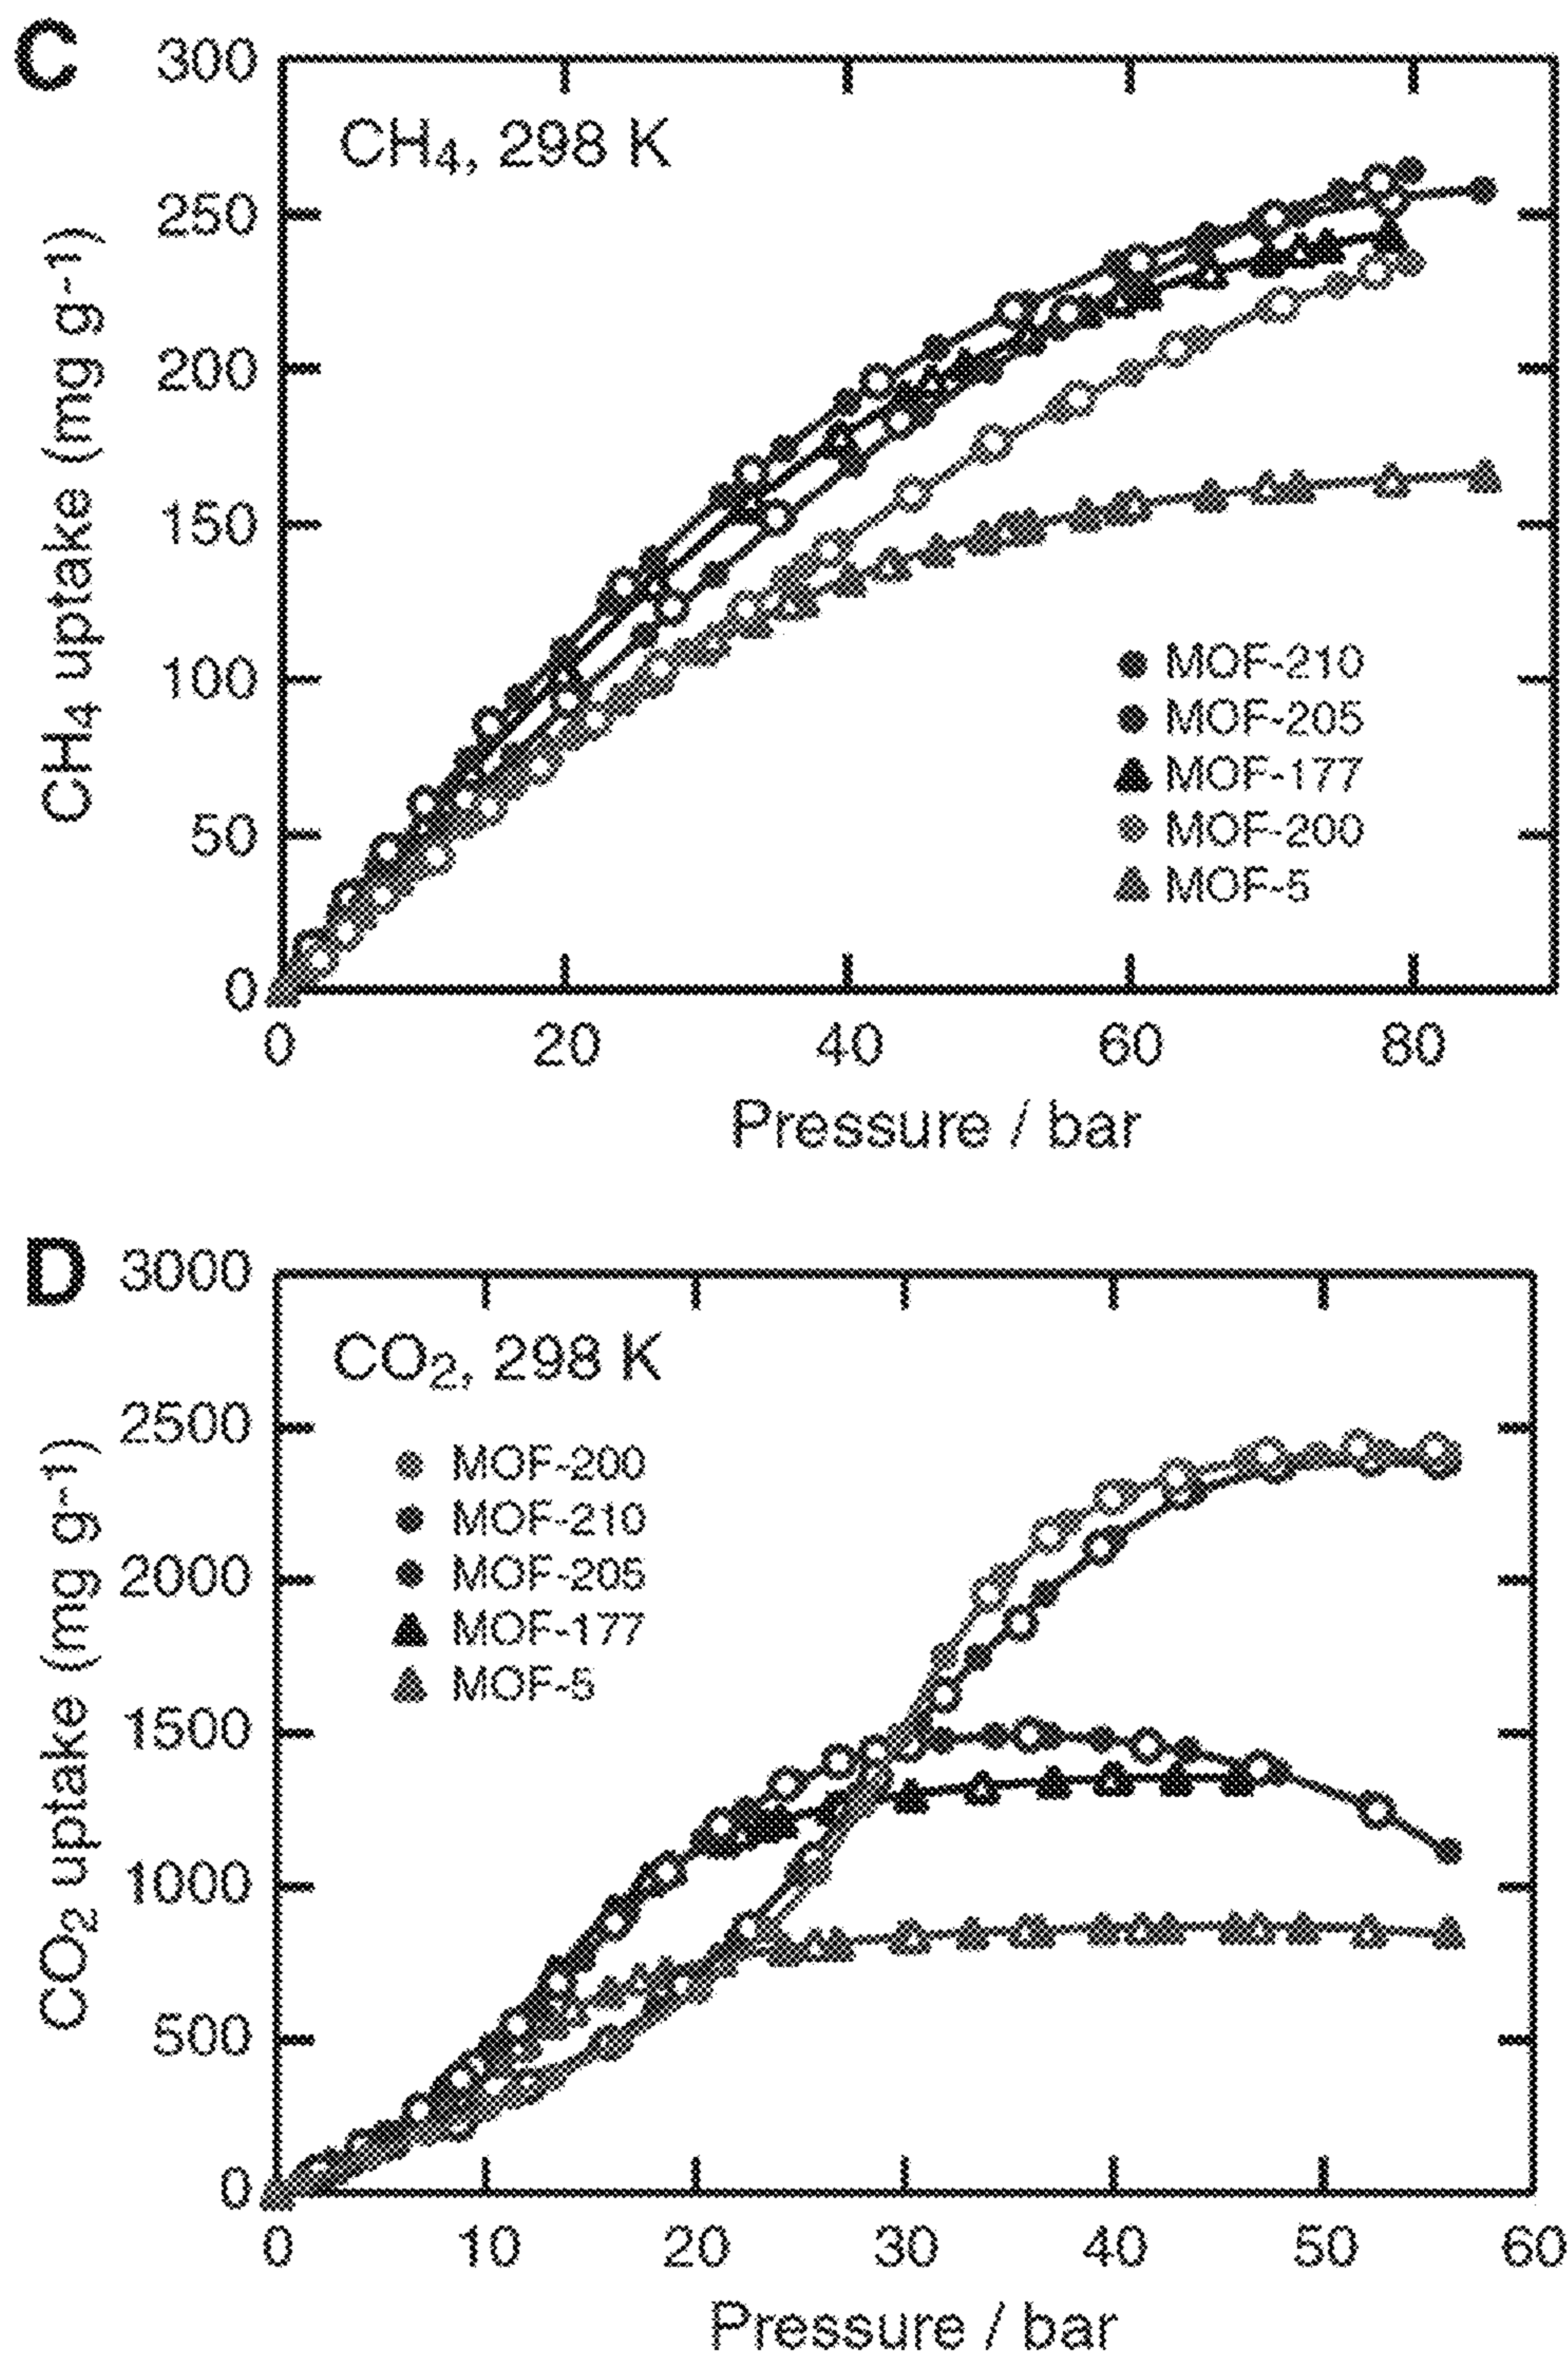 C
300
250
200
150
100
50
0
CH4 uptake (mg g-1)
CH4, 298 K
MOF-210
MOF-205
MOF-177
MOF-200
MOF-5
0 20 40 60 80
Pressure / bar
D
3000
2500
2000
1500
1000
500
0
CO2 uptake (mg g-1)
CO2, 298 K
MOF-200
MOF-210
MOF-205
MOF-177
MOF-5
0 10 20 30 40 50 60
Pressure / bar